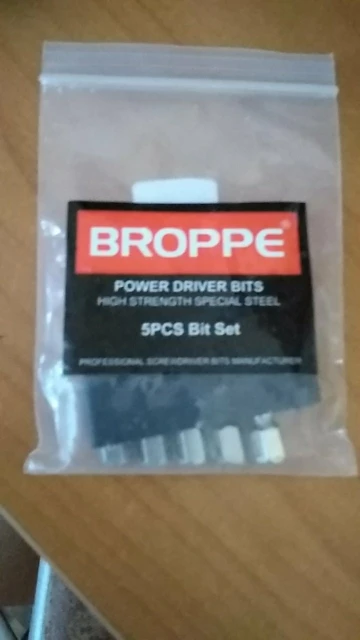 BROPPE®
POWER DRIVER BITS
HIGH STRENGTH SPECIAL STEEL
5PCS Bit Set
PROFESSIONAL SCREWDRIVER BITS MANUFACTURER